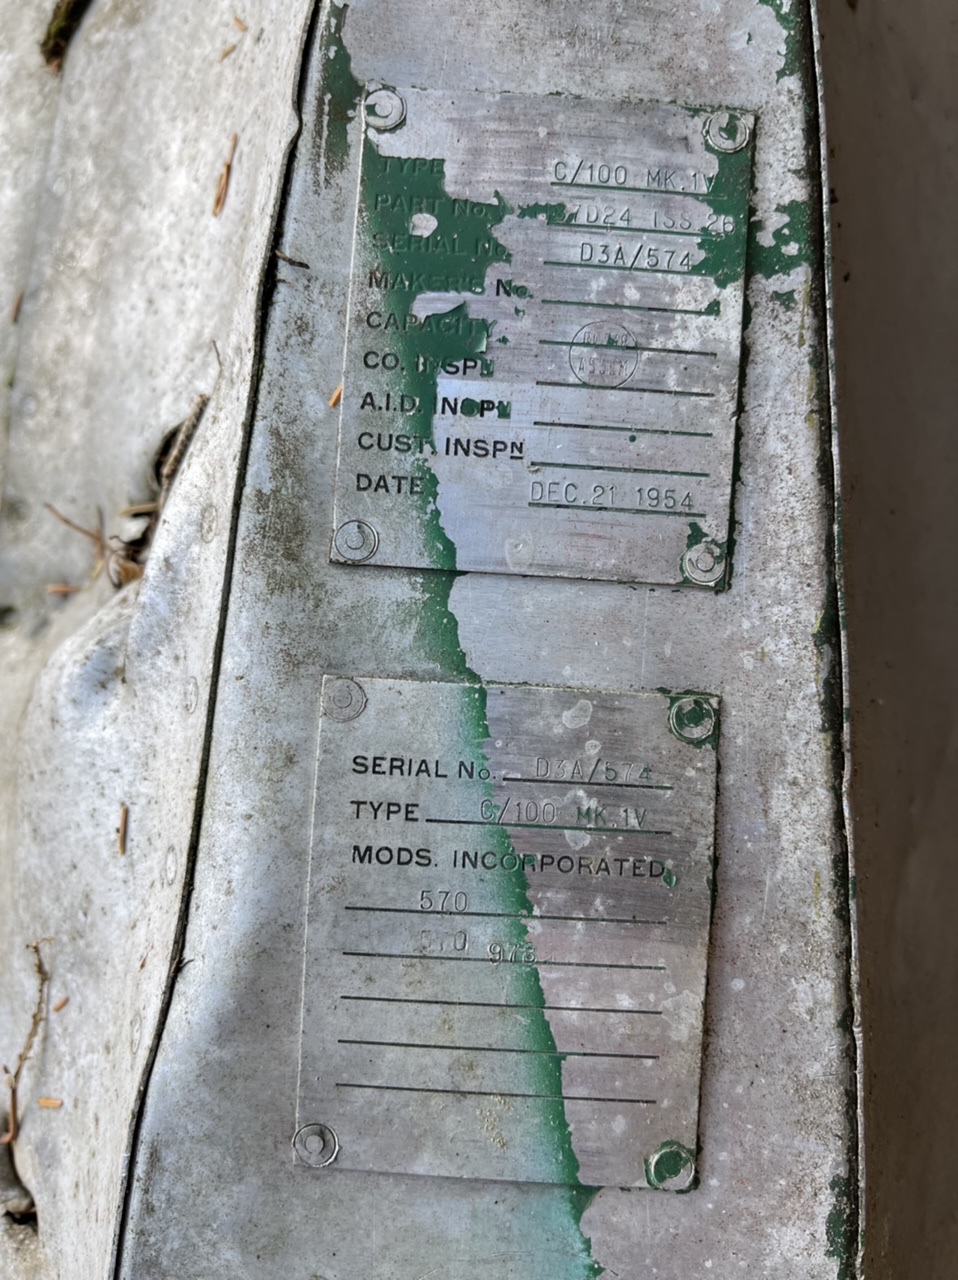 TYPE C/100 MK.1V
PART No. 7D24 ISS 26
SERIAL No D3A/574
MAKER'S No.
CAPACITY
CO. INSPN
A.I.D. INSPN
CUST. INSPN
DATE DEC.21 1954
SERIAL No. D3A/574
TYPE C/100 MK.1V
MODS. INCORPORATED
570
978